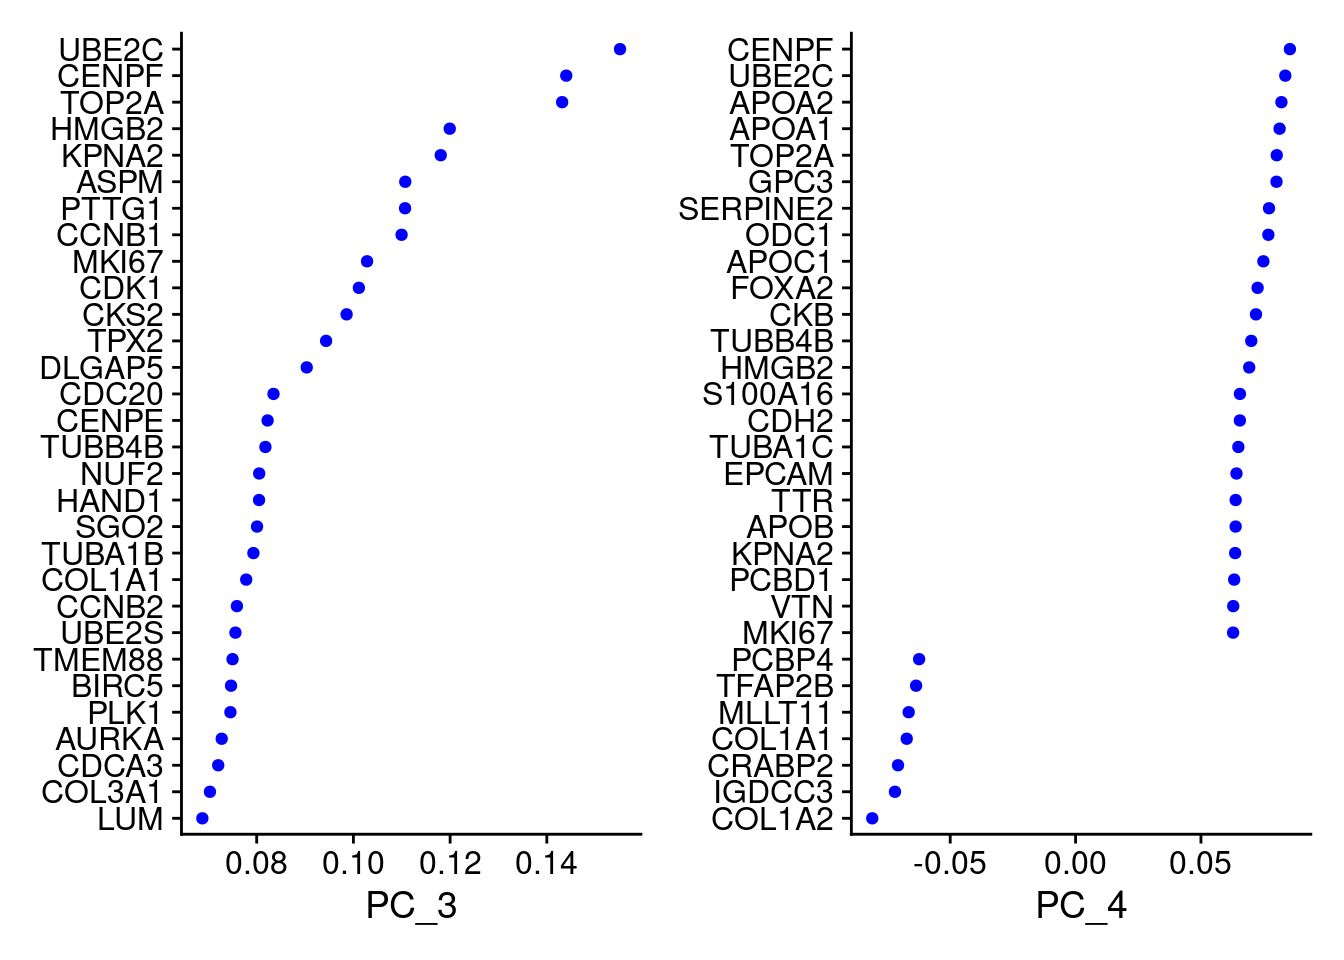 UBE2C
CENPF
TOP2A
HMGB2
KPNA2
ASPM
PTTG1
CCNB1
MKI67
CDK1
CKS2
TPX2
DLGAP5
CDC20
CENPE
TUBB4B
NUF2
HAND1
SGO2
TUBA1B
COL1A1
CCNB2
UBE2S
TMEM88
BIRC5
PLK1
AURKA
CDCA3
COL3A1
LUM
0.08 0.10 0.12 0.14
PC_3
CENPF
UBE2C
APOA2
APOA1
TOP2A
GPC3
SERPINE2
ODC1
APOC1
FOXA2
CKB
TUBB4B
HMGB2
S100A16
CDH2
TUBA1C
EPCAM
TTR
APOB
KPNA2
PCBD1
VTN
MKI67
PCBP4
TFAP2B
MLLT11
COL1A1
CRABP2
IGDCC3
COL1A2
-0.05 0.00 0.05
PC_4